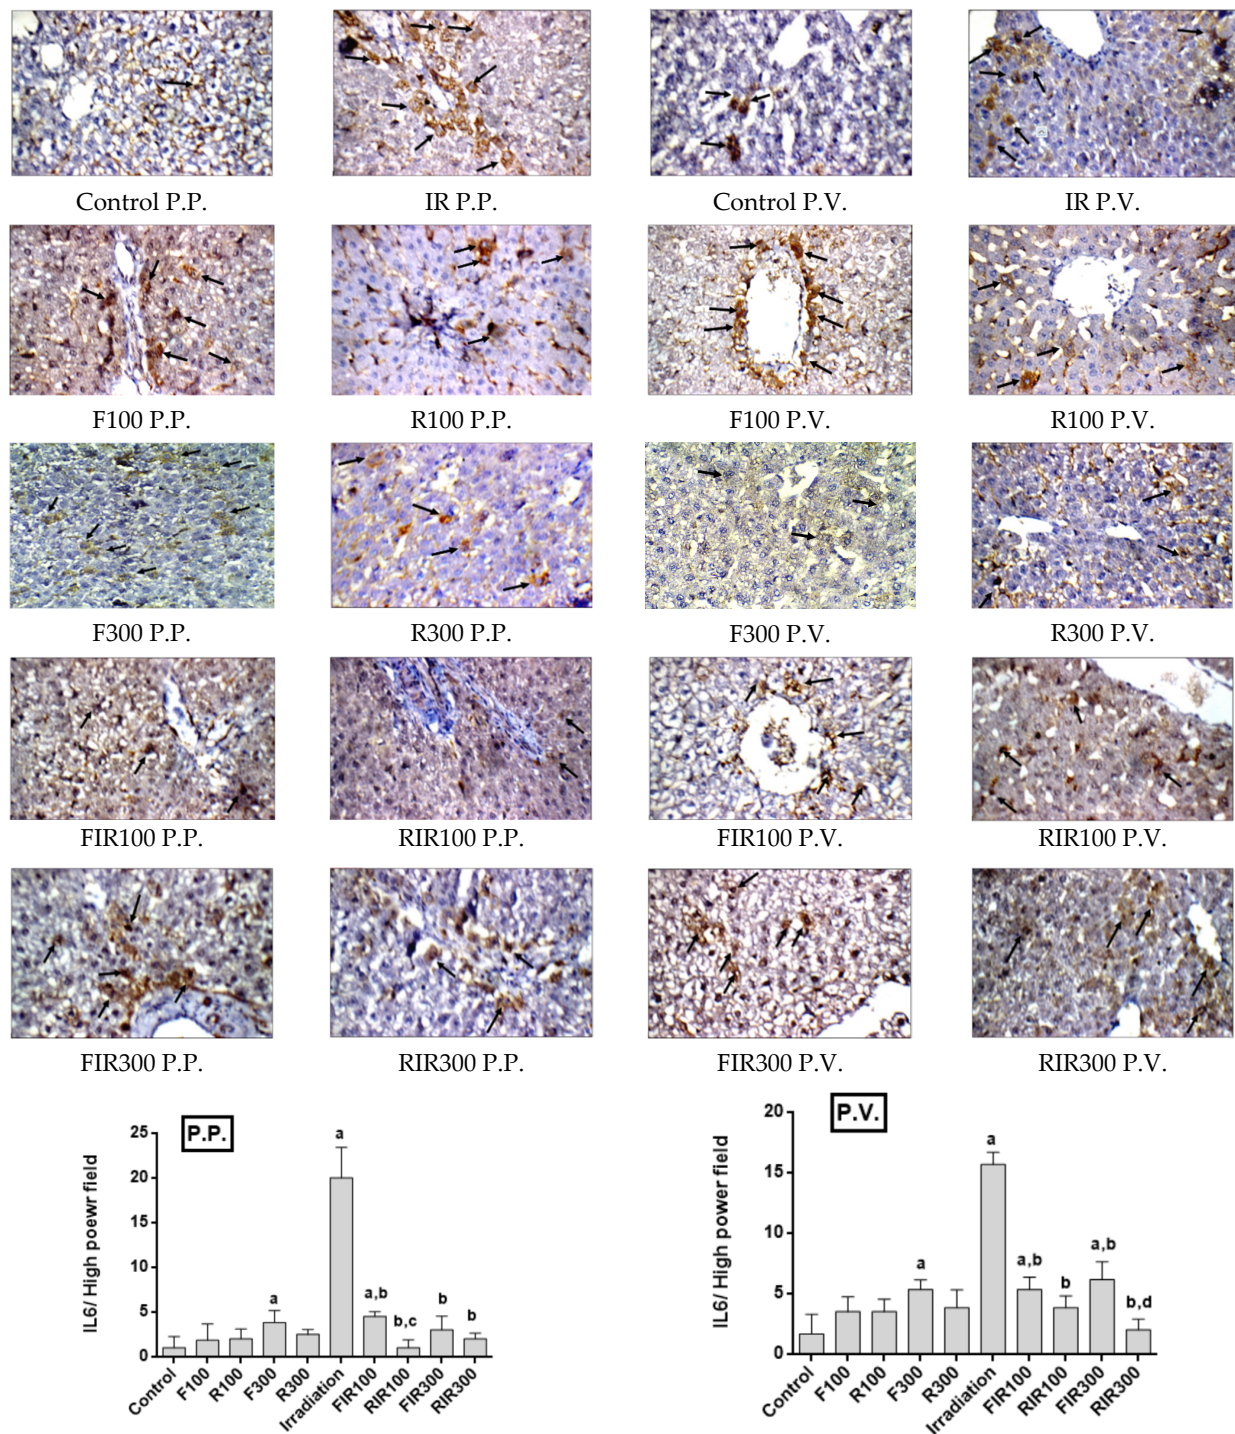 Control P.P. IR P.P. Control P.V. IR P.V.
F100 P.P. R100 P.P. F100 P.V. R100 P.V.
F300 P.P. R300 P.P. F300 P.V. R300 P.V.
FIR100 P.P. RIR100 P.P. FIR100 P.V. RIR100 P.V.
FIR300 P.P. RIR300 P.P. FIR300 P.V. RIR300 P.V.
P.P.
IL6/ High poewr field
25
20
15
10
5
0
a
a
a,b
b,c
b
b
Control
F100
R100
F300
R300
Irradiation
FIR100
RIR100
FIR300
RIR300
P.V.
IL6/ High power field
20
15
10
5
0
a
a
a,b
b
a,b
b,d
Control
F100
R100
F300
R300
Irradiation
FIR100
RIR100
FIR300
RIR300